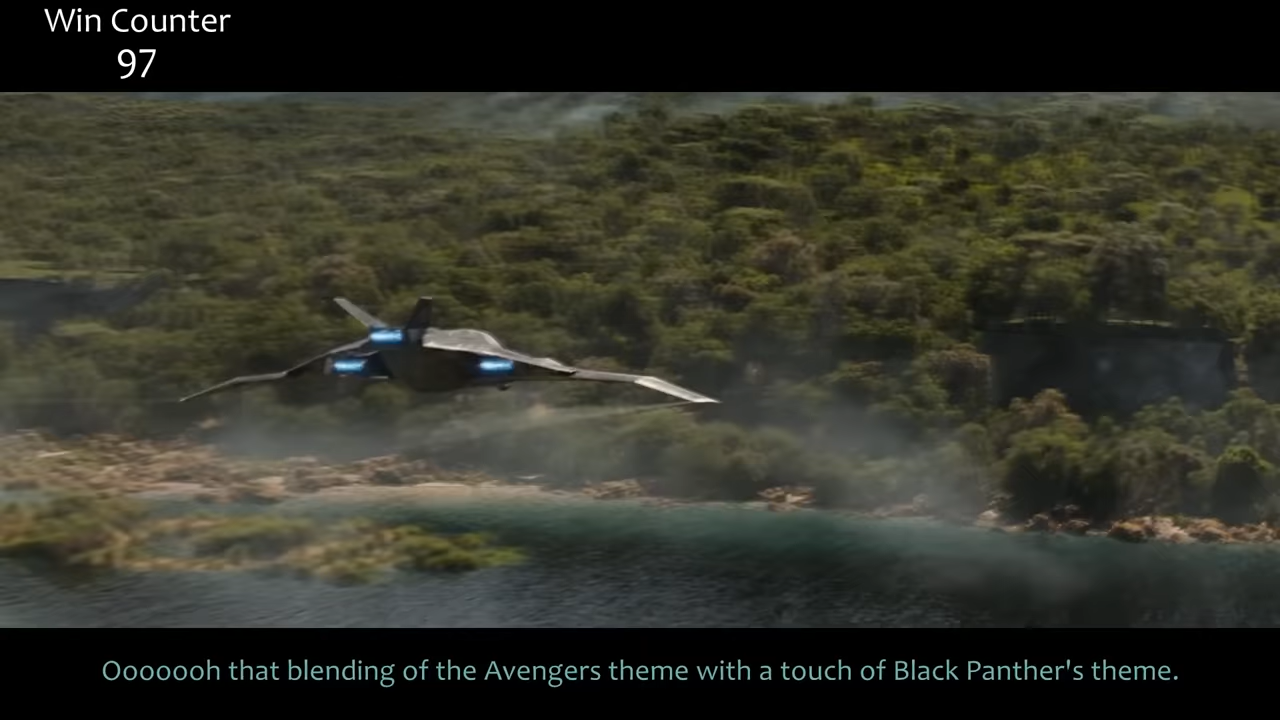 Win Counter
97
Ooooooh that blending of the Avengers theme with a touch of Black Panther's theme.